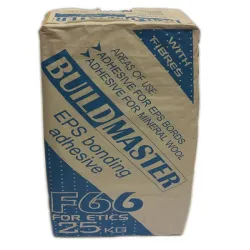 WITH
FIBRES
AREAS OF USE
ADHESIVE FOR EPS BORDS
ADHESIVE FOR MINERAL WOOL
BUILDMASTER
EPS bonding
adhesive
F66
FOR ETICS
25 KG